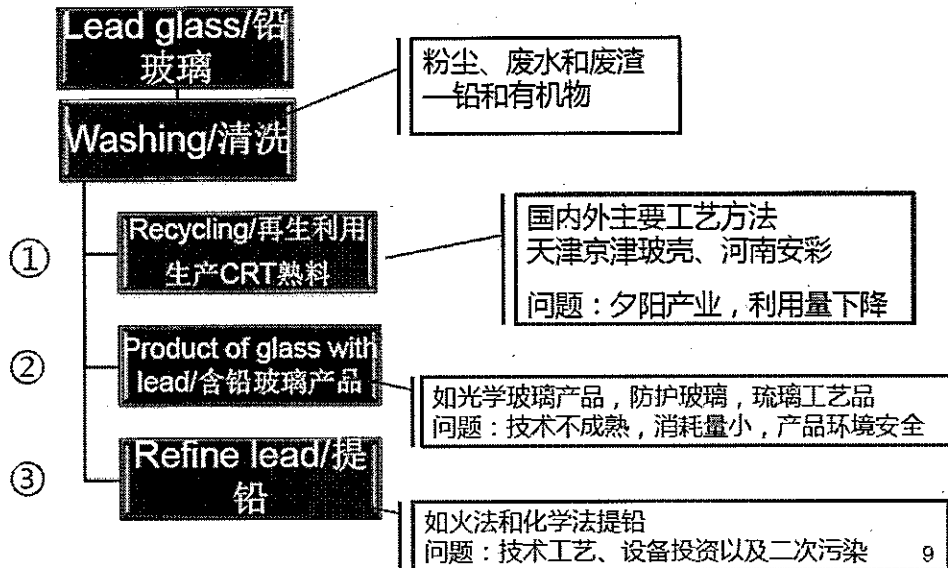 Lead glass/铅
玻璃
粉尘、废水和废渣
—铅和有机物
Washing/清洗
①
Recycling/再生利用
生产CRT熟料
国内外主要工艺方法
天津京津玻壳、河南安彩
问题：夕阳产业，利用量下降
②
Product of glass with
lead/含铅玻璃产品
如光学玻璃产品，防护玻璃，琉璃工艺品
问题：技术不成熟，消耗量小，产品环境安全
③
Refine lead/提
铅
如火法和化学法提铅
问题：技术工艺、设备投资以及二次污染
9